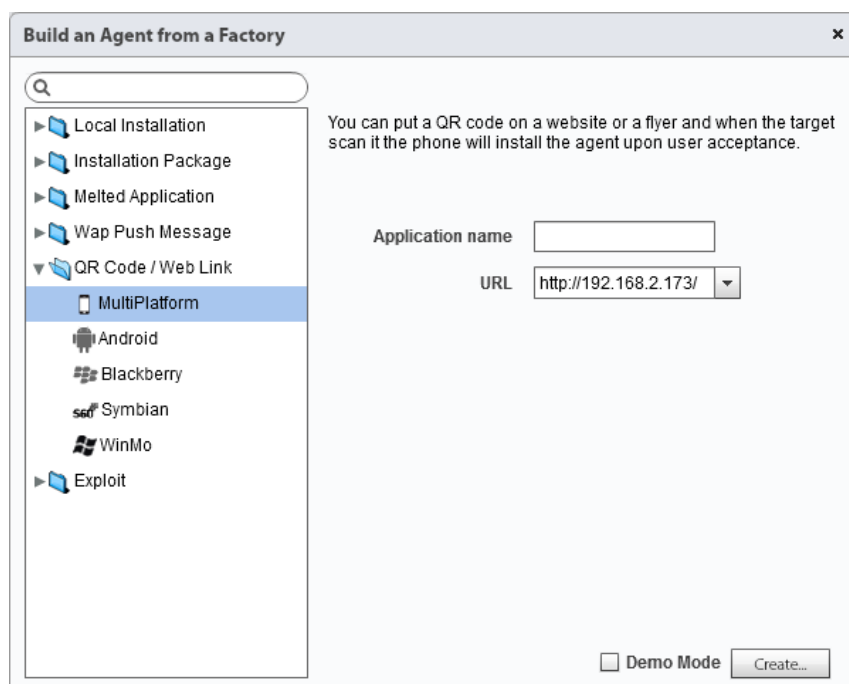 Build an Agent from a Factory
Local Installation
Installation Package
Melted Application
Wap Push Message
QR Code / Web Link
MultiPlatform
Android
Blackberry
S60 Symbian
WinMo
Exploit
You can put a QR code on a website or a flyer and when the target
scan it the phone will install the agent upon user acceptance.
Application name
URL http://192.168.2.173/
Demo Mode Create...